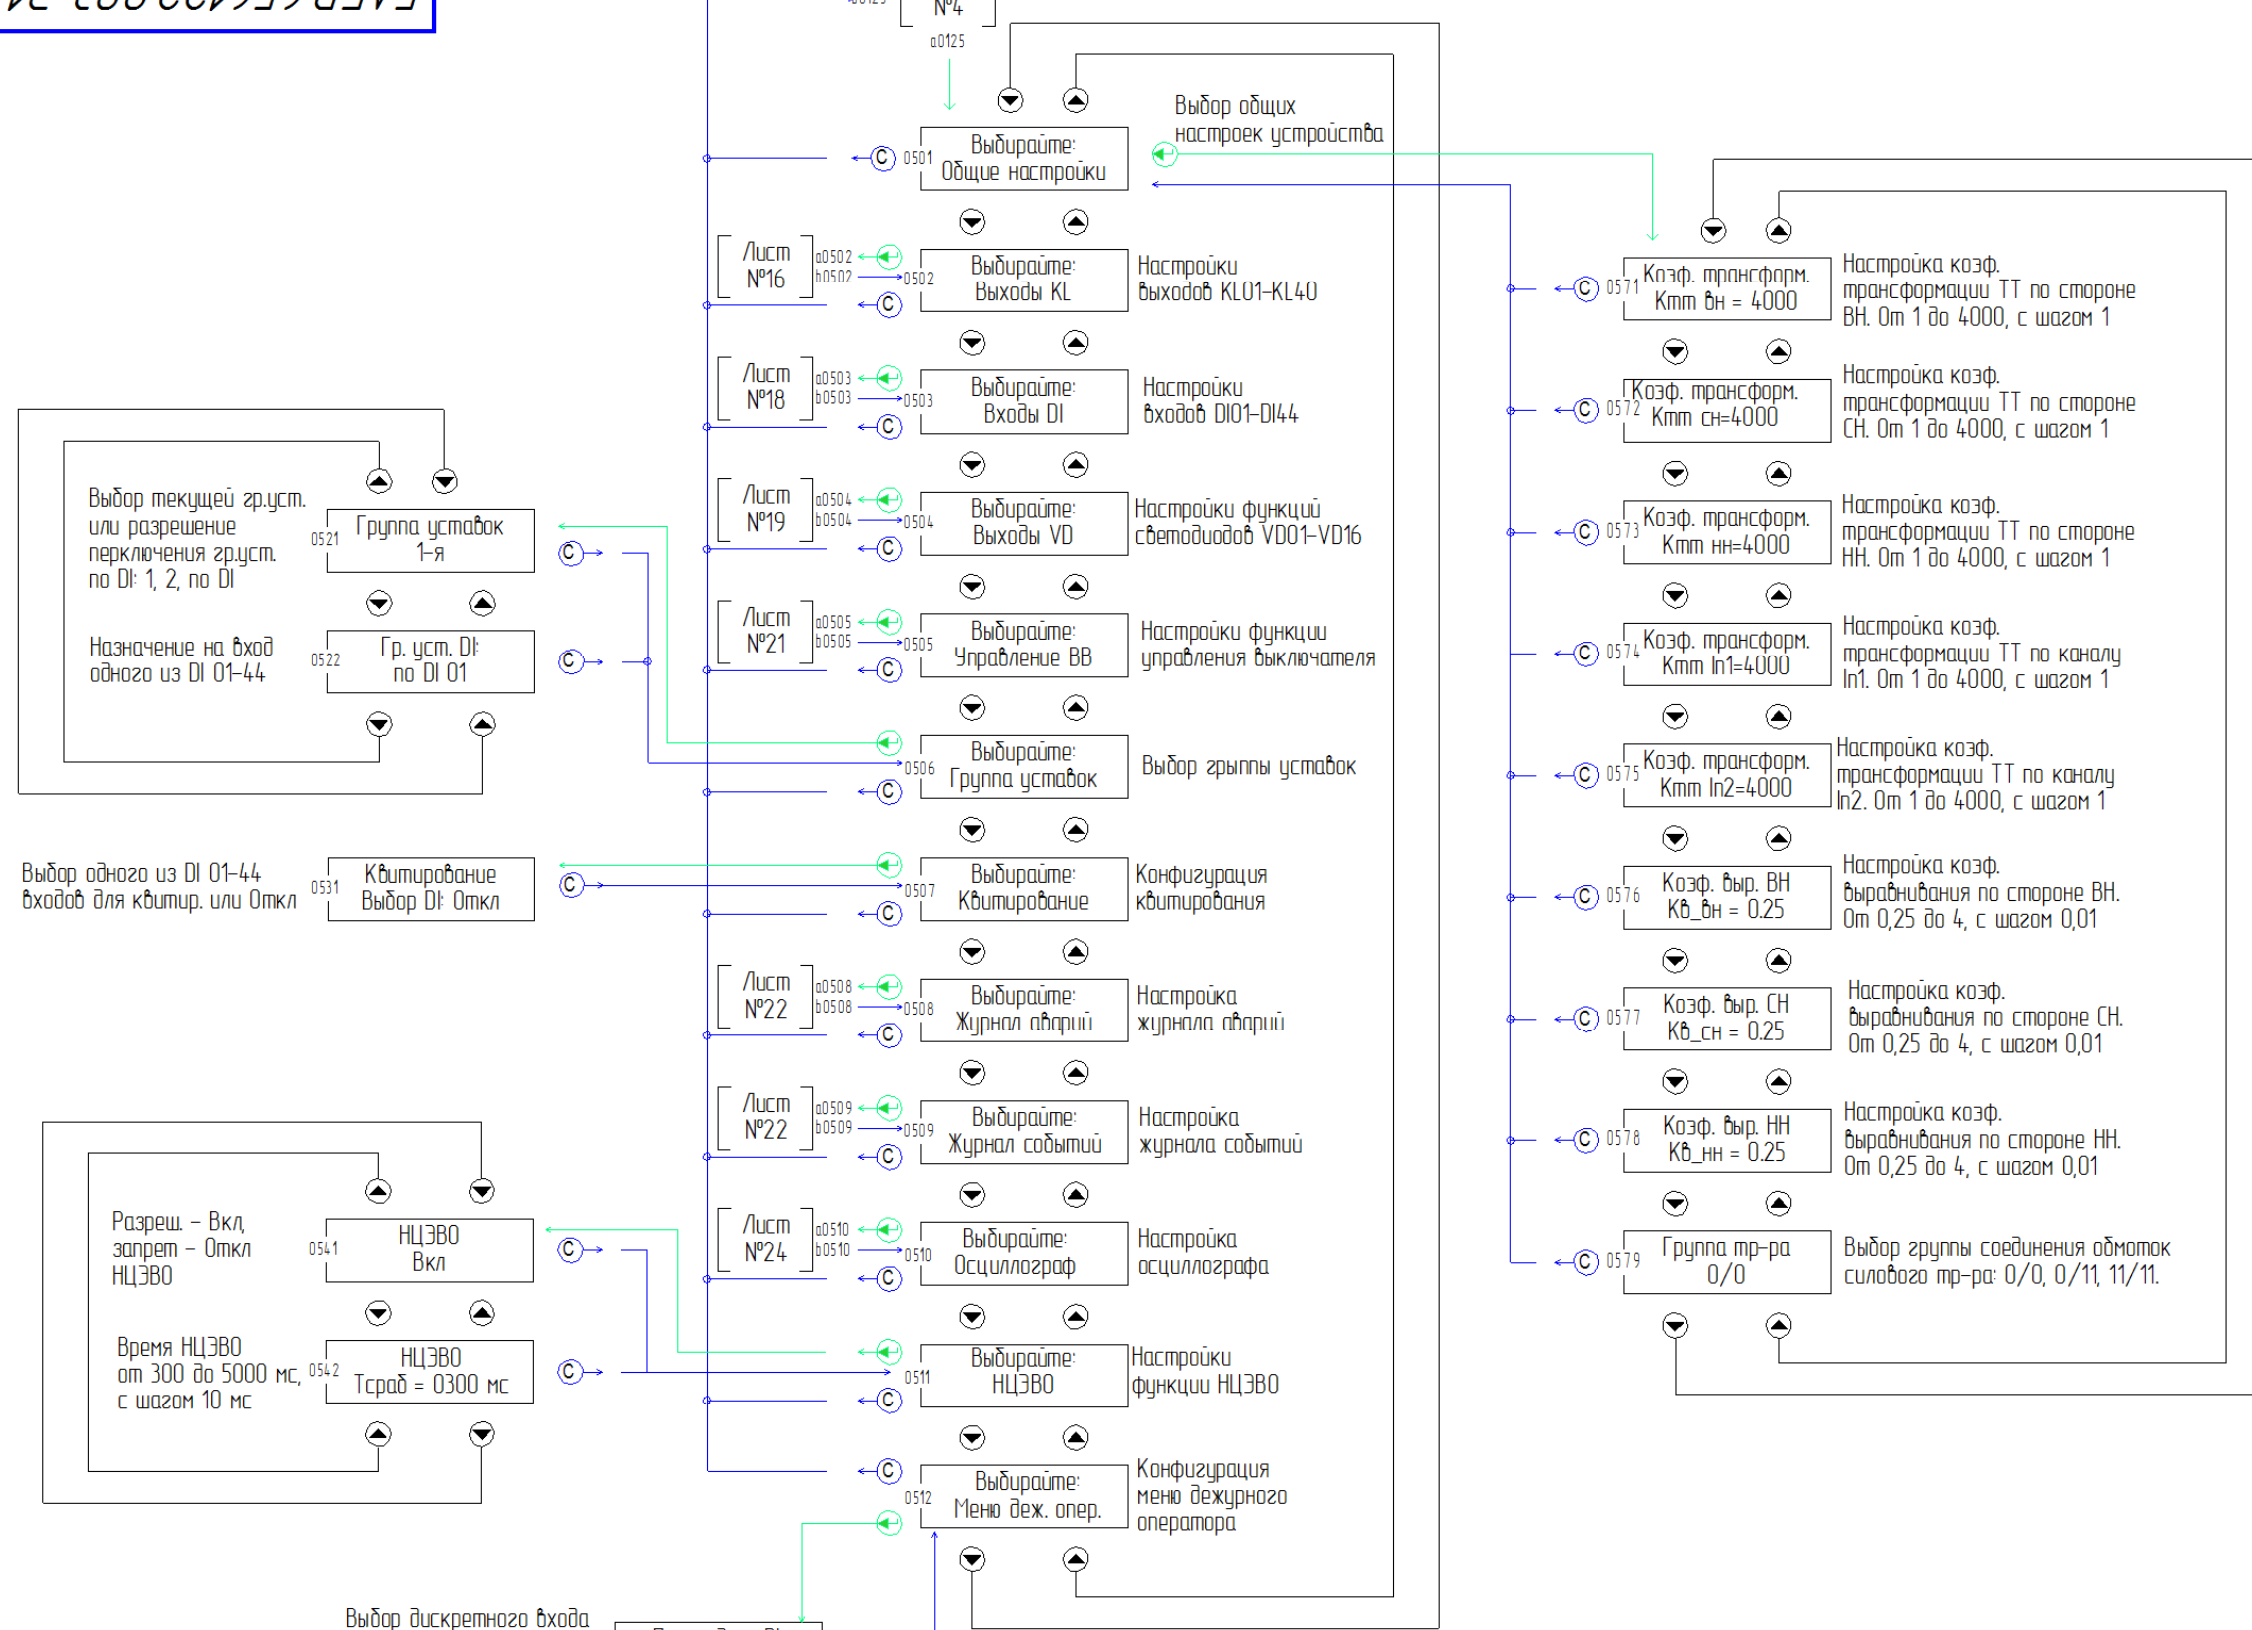 №4
a0125
Выбор общих
настроек устройства
0501
Выбирайте:
Общие настройки
C
Лист
№16
a0502
b0502
0502
C
Выбирайте:
Выходы KL
Настройки
выходов KL01-KL40
Лист
№18
a0503
b0503
0503
C
Выбирайте:
Входы DI
Настройки
входов DI01-DI44
Лист
№19
a0504
b0504
0504
C
Выбирайте:
Выходы VD
Настройки функций
светодиодов VD01-VD16
Лист
№21
a0505
b0505
0505
C
Выбирайте:
Управление ВВ
Настройки функции
управления выключателя
0506
C
Выбирайте:
Группа уставок
Выбор грыппы уставок
0507
C
Выбирайте:
Квитирование
Конфигурация
квитирования
Лист
№22
a0508
b0508
0508
C
Выбирайте:
Журнал аварий
Настройка
журнала аварий
Лист
№22
a0509
b0509
0509
C
Выбирайте:
Журнал событий
Настройка
журнала событий
Лист
№24
a0510
b0510
0510
C
Выбирайте:
Осциллограф
Настройка
осциллографа
0511
C
Выбирайте:
НЦЭВО
Настройки
функции НЦЭВО
C
0512
Выбирайте:
Меню деж. опер.
Конфигурация
меню дежурного
оператора
Выбор текущей гр.уст.
или разрешение
перключения гр.уст.
по DI: 1, 2, по DI
0521
Группа уставок
1-я
C
Назначение на вход
одного из DI 01-44
0522
Гр. уст. DI:
по DI 01
C
Выбор одного из DI 01-44
входов для квитир. или Откл
0531
Квитирование
Выбор DI: Откл
C
Разреш. - Вкл,
запрет - Откл
НЦЭВО
0541
НЦЭВО
Вкл
C
Время НЦЭВО
от 300 до 5000 мс,
с шагом 10 мс
0542
НЦЭВО
Тсраб = 0300 мс
C
Выбор дискретного входа
C
0571
Коэф. трансформ.
Ктт вн = 4000
Настройка коэф.
трансформации ТТ по стороне
ВН. От 1 до 4000, с шагом 1
C
0572
Коэф. трансформ.
Ктт сн=4000
Настройка коэф.
трансформации ТТ по стороне
СН. От 1 до 4000, с шагом 1
C
0573
Коэф. трансформ.
Ктт нн=4000
Настройка коэф.
трансформации ТТ по стороне
НН. От 1 до 4000, с шагом 1
C
0574
Коэф. трансформ.
Ктт In1=4000
Настройка коэф.
трансформации ТТ по каналу
In1. От 1 до 4000, с шагом 1
C
0575
Коэф. трансформ.
Ктт In2=4000
Настройка коэф.
трансформации ТТ по каналу
In2. От 1 до 4000, с шагом 1
C
0576
Коэф. выр. ВН
Кв_вн = 0.25
Настройка коэф.
выравнивания по стороне ВН.
От 0,25 до 4, с шагом 0,01
C
0577
Коэф. выр. СН
Кв_сн = 0.25
Настройка коэф.
выравнивания по стороне СН.
От 0,25 до 4, с шагом 0,01
C
0578
Коэф. выр. НН
Кв_нн = 0.25
Настройка коэф.
выравнивания по стороне НН.
От 0,25 до 4, с шагом 0,01
C
0579
Группа тр-ра
0/0
Выбор группы соединения обмоток
силового тр-ра: 0/0, 0/11, 11/11.